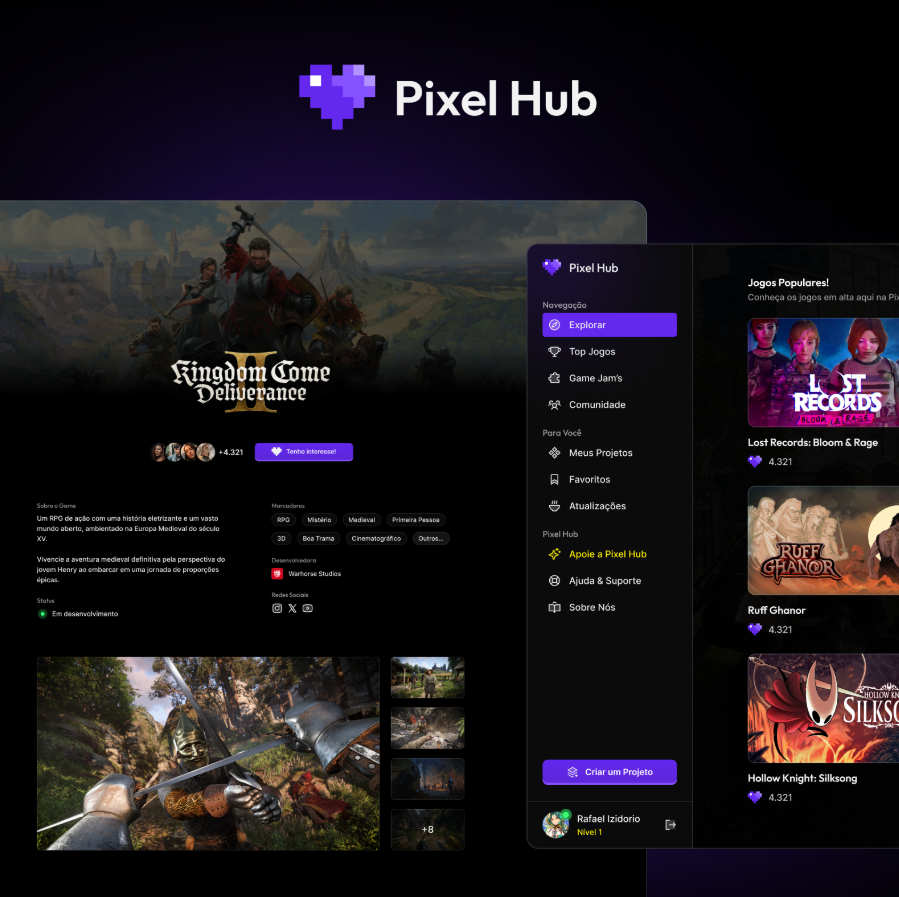 Pixel Hub
Kingdom Come
II
Deliverance
+4.321
Tenho interesse!
Sobre o Game
Um RPG de ação com uma história eletrizante e um vasto
mundo aberto, ambientado na Europa Medieval do século
XV.
Vivencie a aventura medieval definitiva pela perspectiva do
jovem Henry ao embarcar em uma jornada de proporções
épicas.
Status
Em desenvolvimento
Marcadores
RPG
Mistério
Medieval
Primeira Pessoa
3D
Boa Trama
Cinematográfico
Outros...
Desenvolvedora
Warhorse Studios
Redes Sociais
+8
Pixel Hub
Navegação
Explorar
Top Jogos
Game Jam's
Comunidade
Para Você
Meus Projetos
Favoritos
Atualizações
Pixel Hub
Apoie a Pixel Hub
Ajuda & Suporte
Sobre Nós
Criar um Projeto
Rafael Izidorio
Nível 1
Jogos Populares!
Conheça os jogos em alta aqui na Pix
LOST
RECORDS
BLOOM & RAGE
Lost Records: Bloom & Rage
4.321
RUFF
GHANOR
Ruff Ghanor
4.321
HOLLOW KN
SILKSO
Hollow Knight: Silksong
4.321